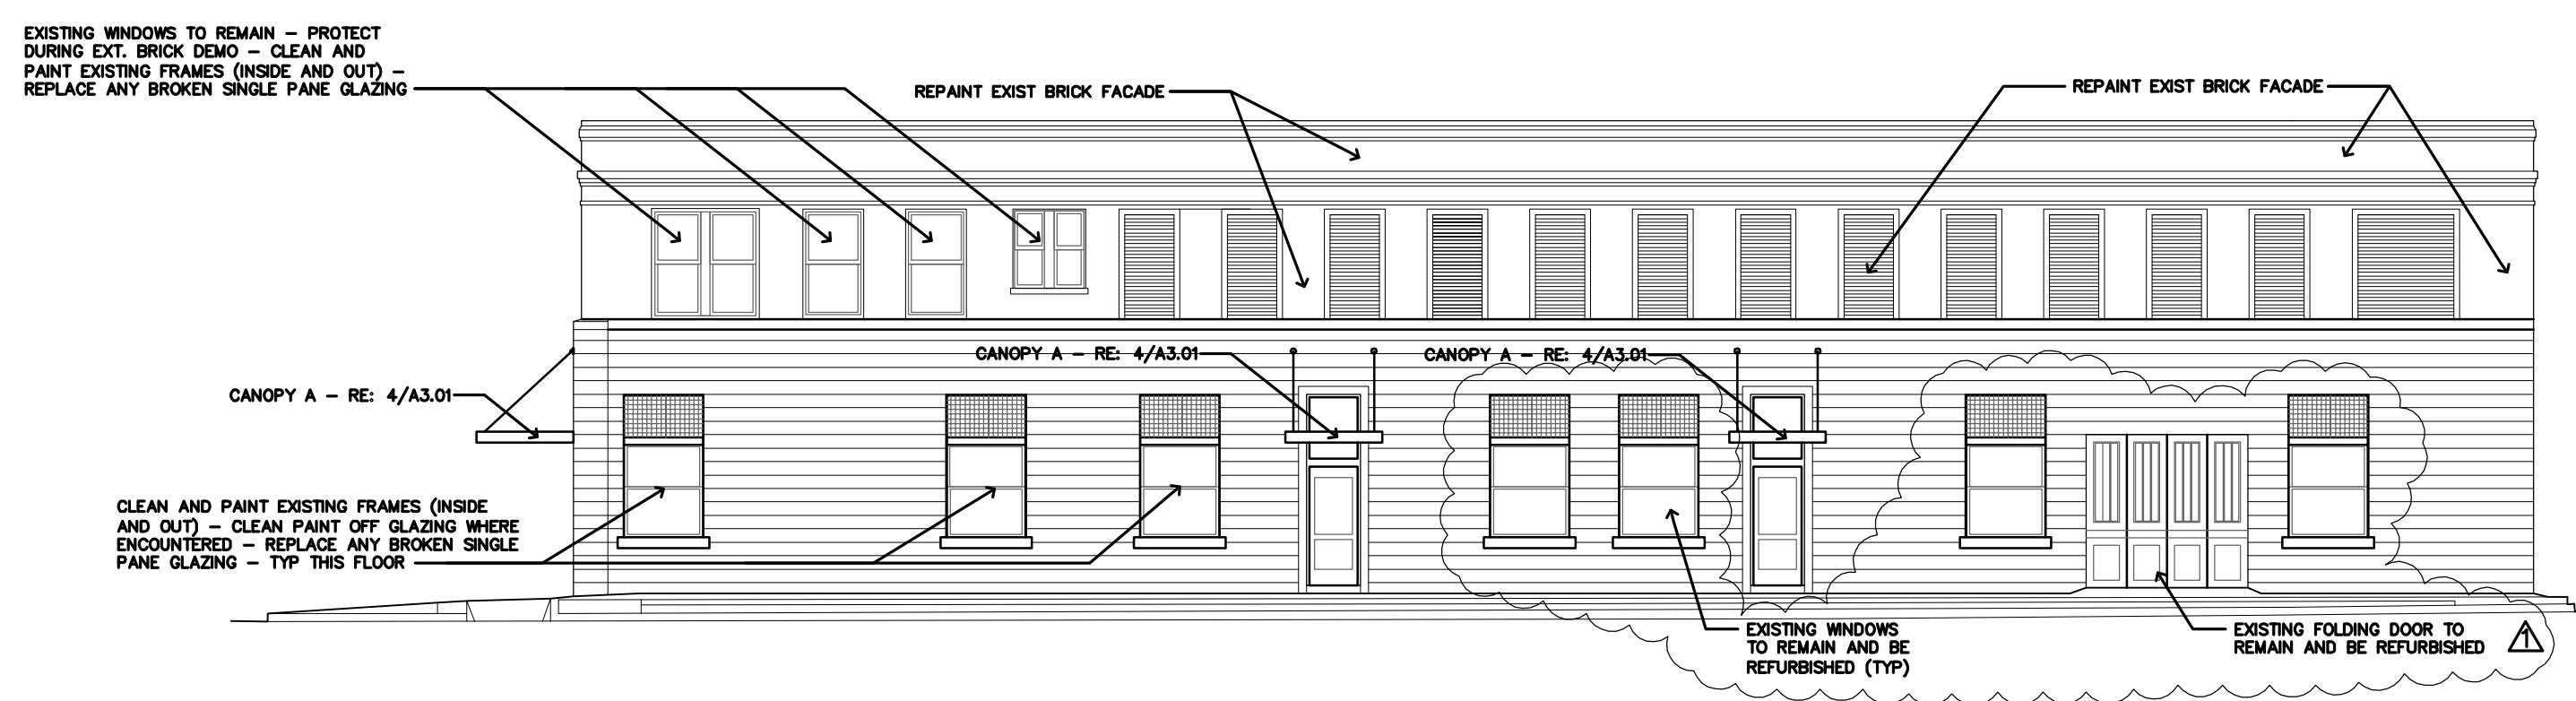 EXISTING WINDOWS TO REMAIN – PROTECT
DURING EXT. BRICK DEMO – CLEAN AND
PAINT EXISTING FRAMES (INSIDE AND OUT) –
REPLACE ANY BROKEN SINGLE PANE GLAZING
REPAINT EXIST BRICK FACADE
REPAINT EXIST BRICK FACADE
CANOPY A – RE: 4/A3.01
CANOPY A – RE: 4/A3.01
CANOPY A – RE: 4/A3.01
CLEAN AND PAINT EXISTING FRAMES (INSIDE
AND OUT) – CLEAN PAINT OFF GLAZING WHERE
ENCOUNTERED – REPLACE ANY BROKEN SINGLE
PANE GLAZING – TYP THIS FLOOR
EXISTING WINDOWS
TO REMAIN AND BE
REFURBISHED (TYP)
EXISTING FOLDING DOOR TO
REMAIN AND BE REFURBISHED
1